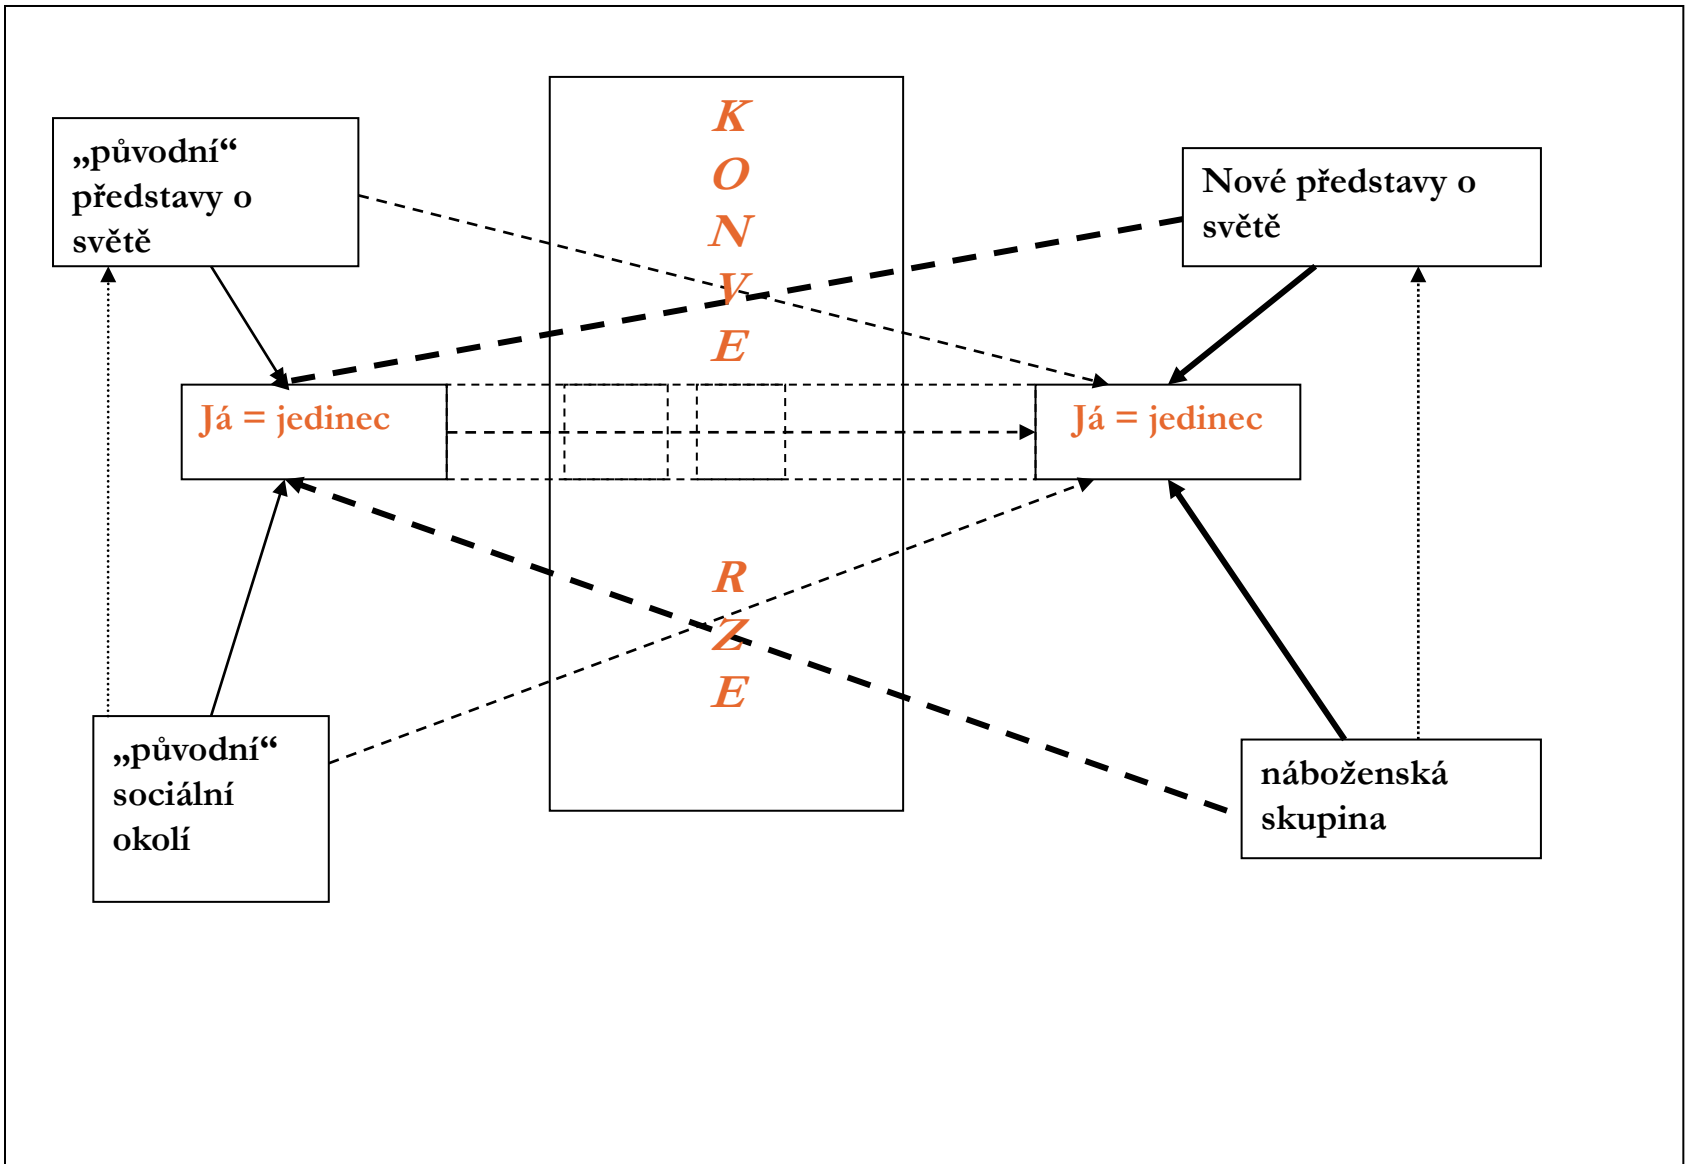 „původní“
představy o
světě
K
O
N
V
E
R
Z
E
Nové představy o
světě
Já = jedinec
Já = jedinec
„původní“
sociální
okolí
náboženská
skupina